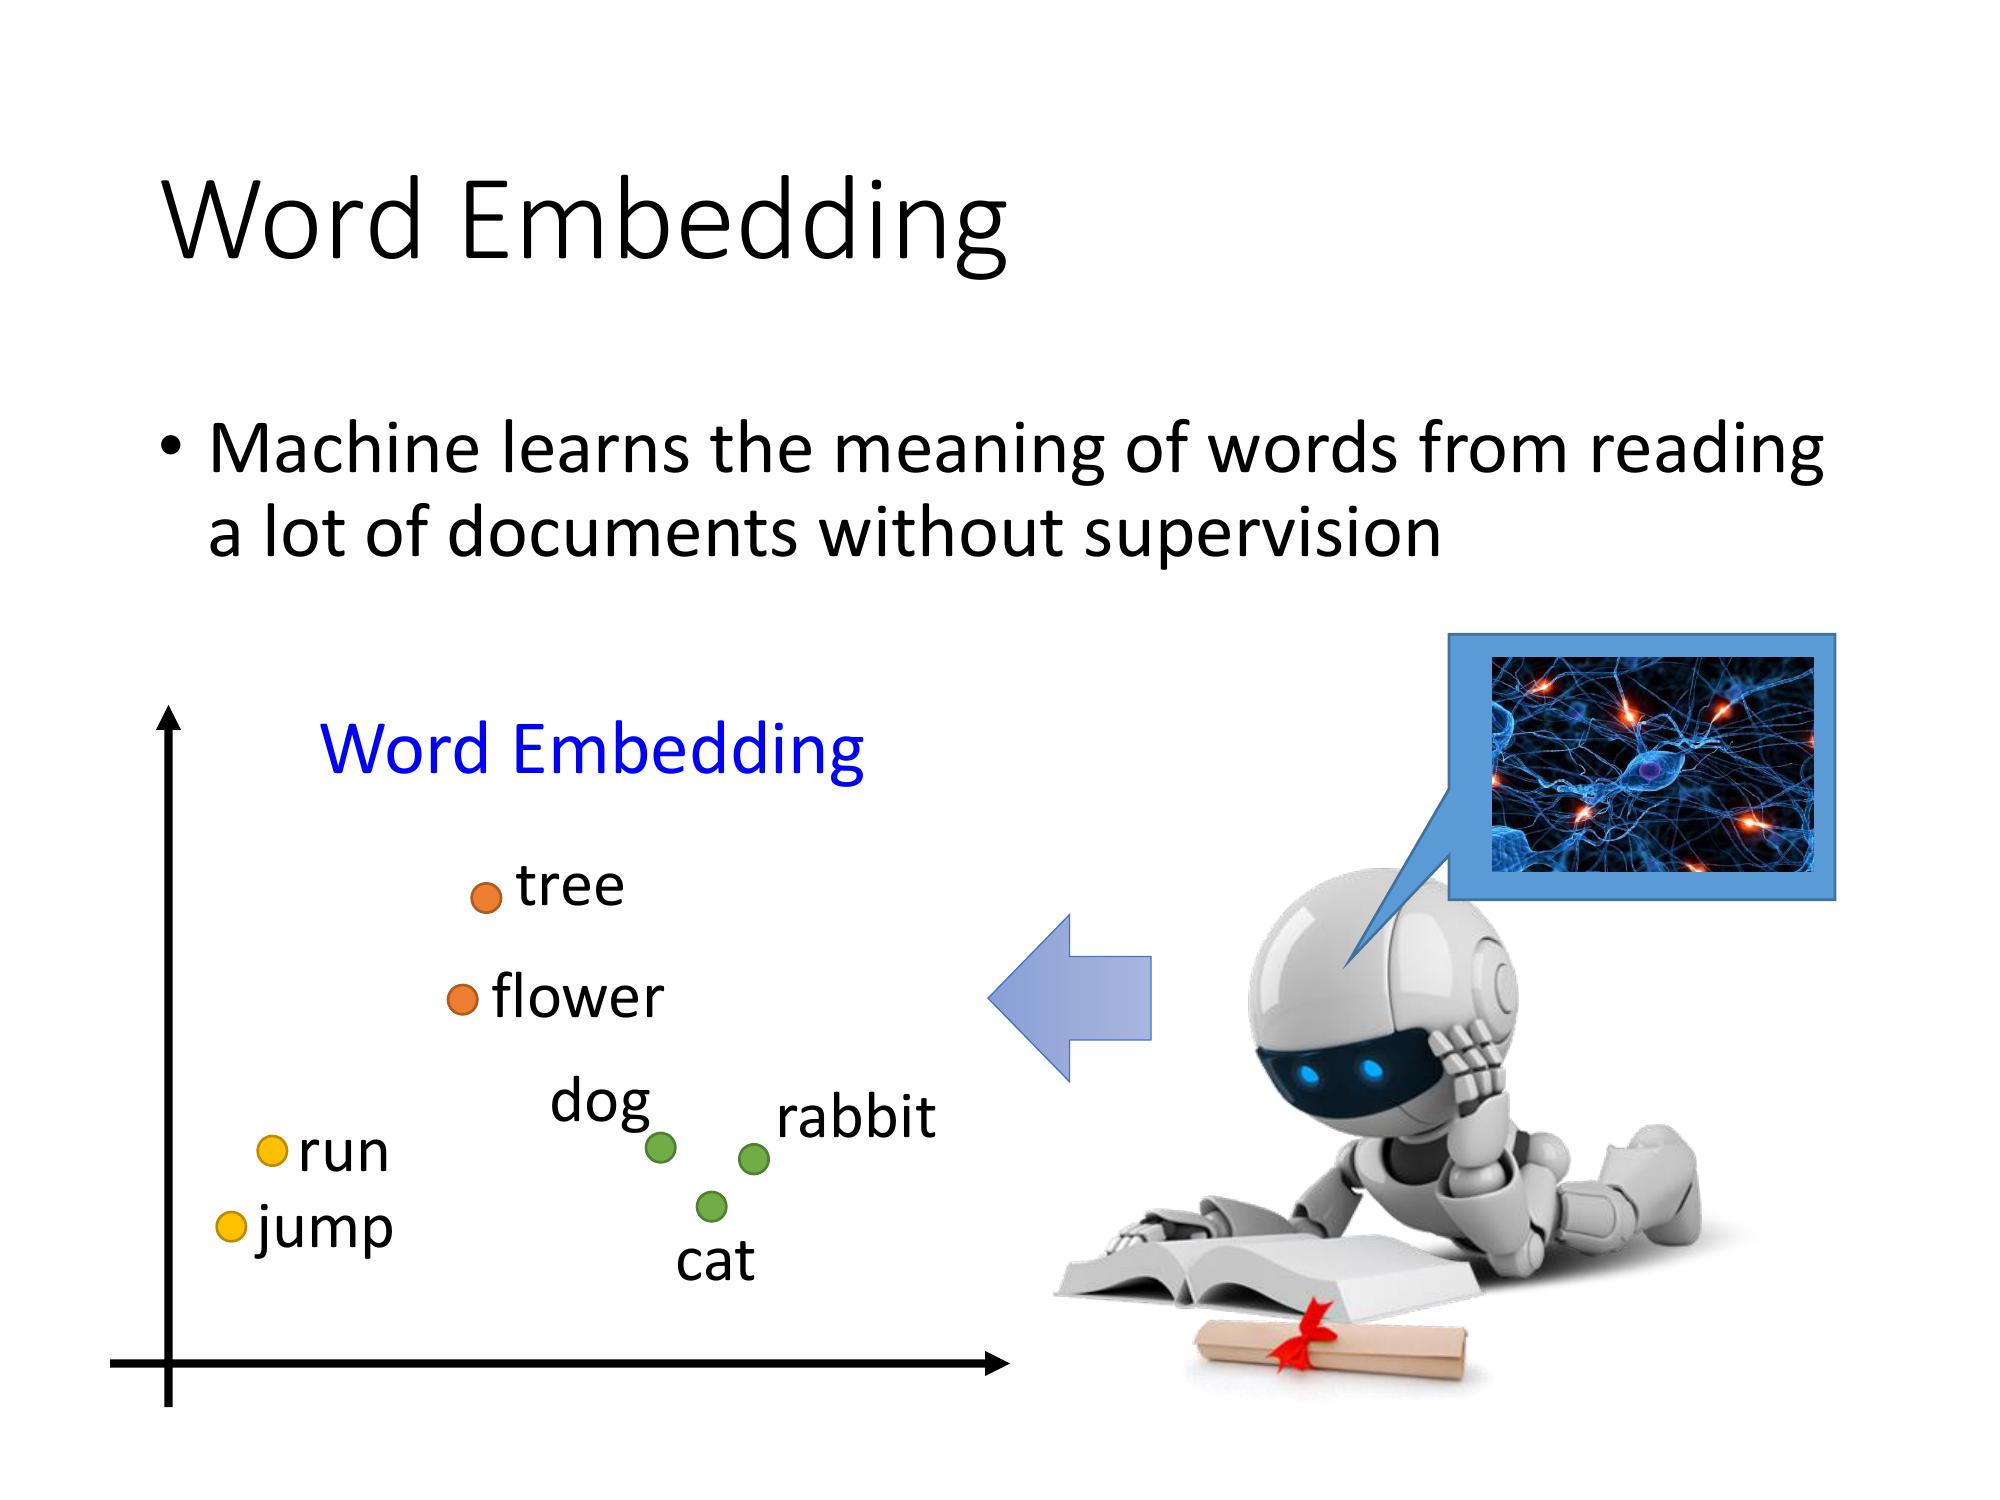 Word Embedding
• Machine learns the meaning of words from reading
a lot of documents without supervision
Word Embedding
tree
flower
dog
rabbit
run
jump
cat